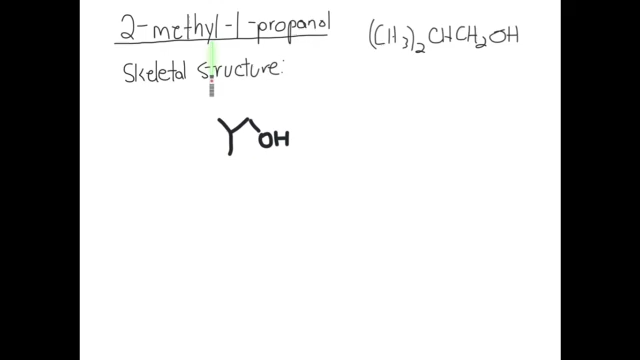 2-methyl-1-propanol
(CH3)2CHCH2OH
Skeletal structure:
OH